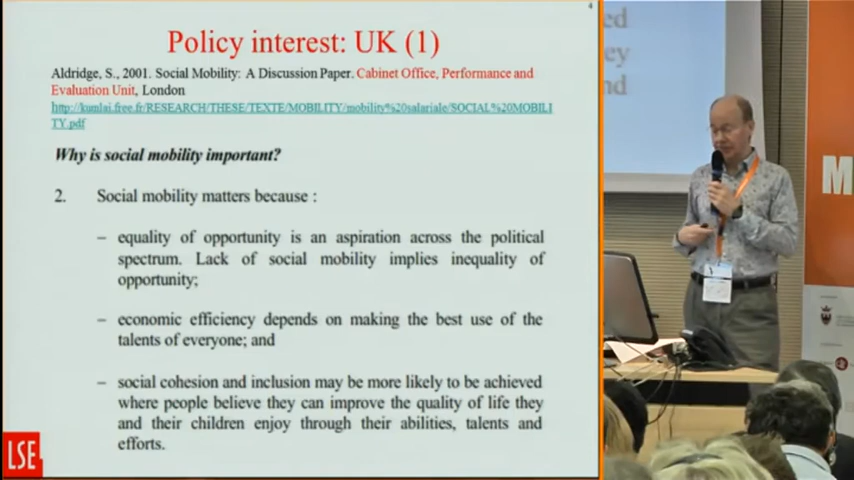 4
Policy interest: UK (1)
Aldridge, S., 2001. Social Mobility: A Discussion Paper. Cabinet Office, Performance and
Evaluation Unit, London
http://kumlai.free.fr/RESEARCH/THESE/TEXTE/MOBILITY/mobility%20salariale/SOCIAL%20MOBILI
TY.pdf
Why is social mobility important?
2. Social mobility matters because :
– equality of opportunity is an aspiration across the political
spectrum. Lack of social mobility implies inequality of
opportunity;
– economic efficiency depends on making the best use of the
talents of everyone; and
– social cohesion and inclusion may be more likely to be achieved
where people believe they can improve the quality of life they
and their children enjoy through their abilities, talents and
efforts.
LSE
ed
ey
nd
M